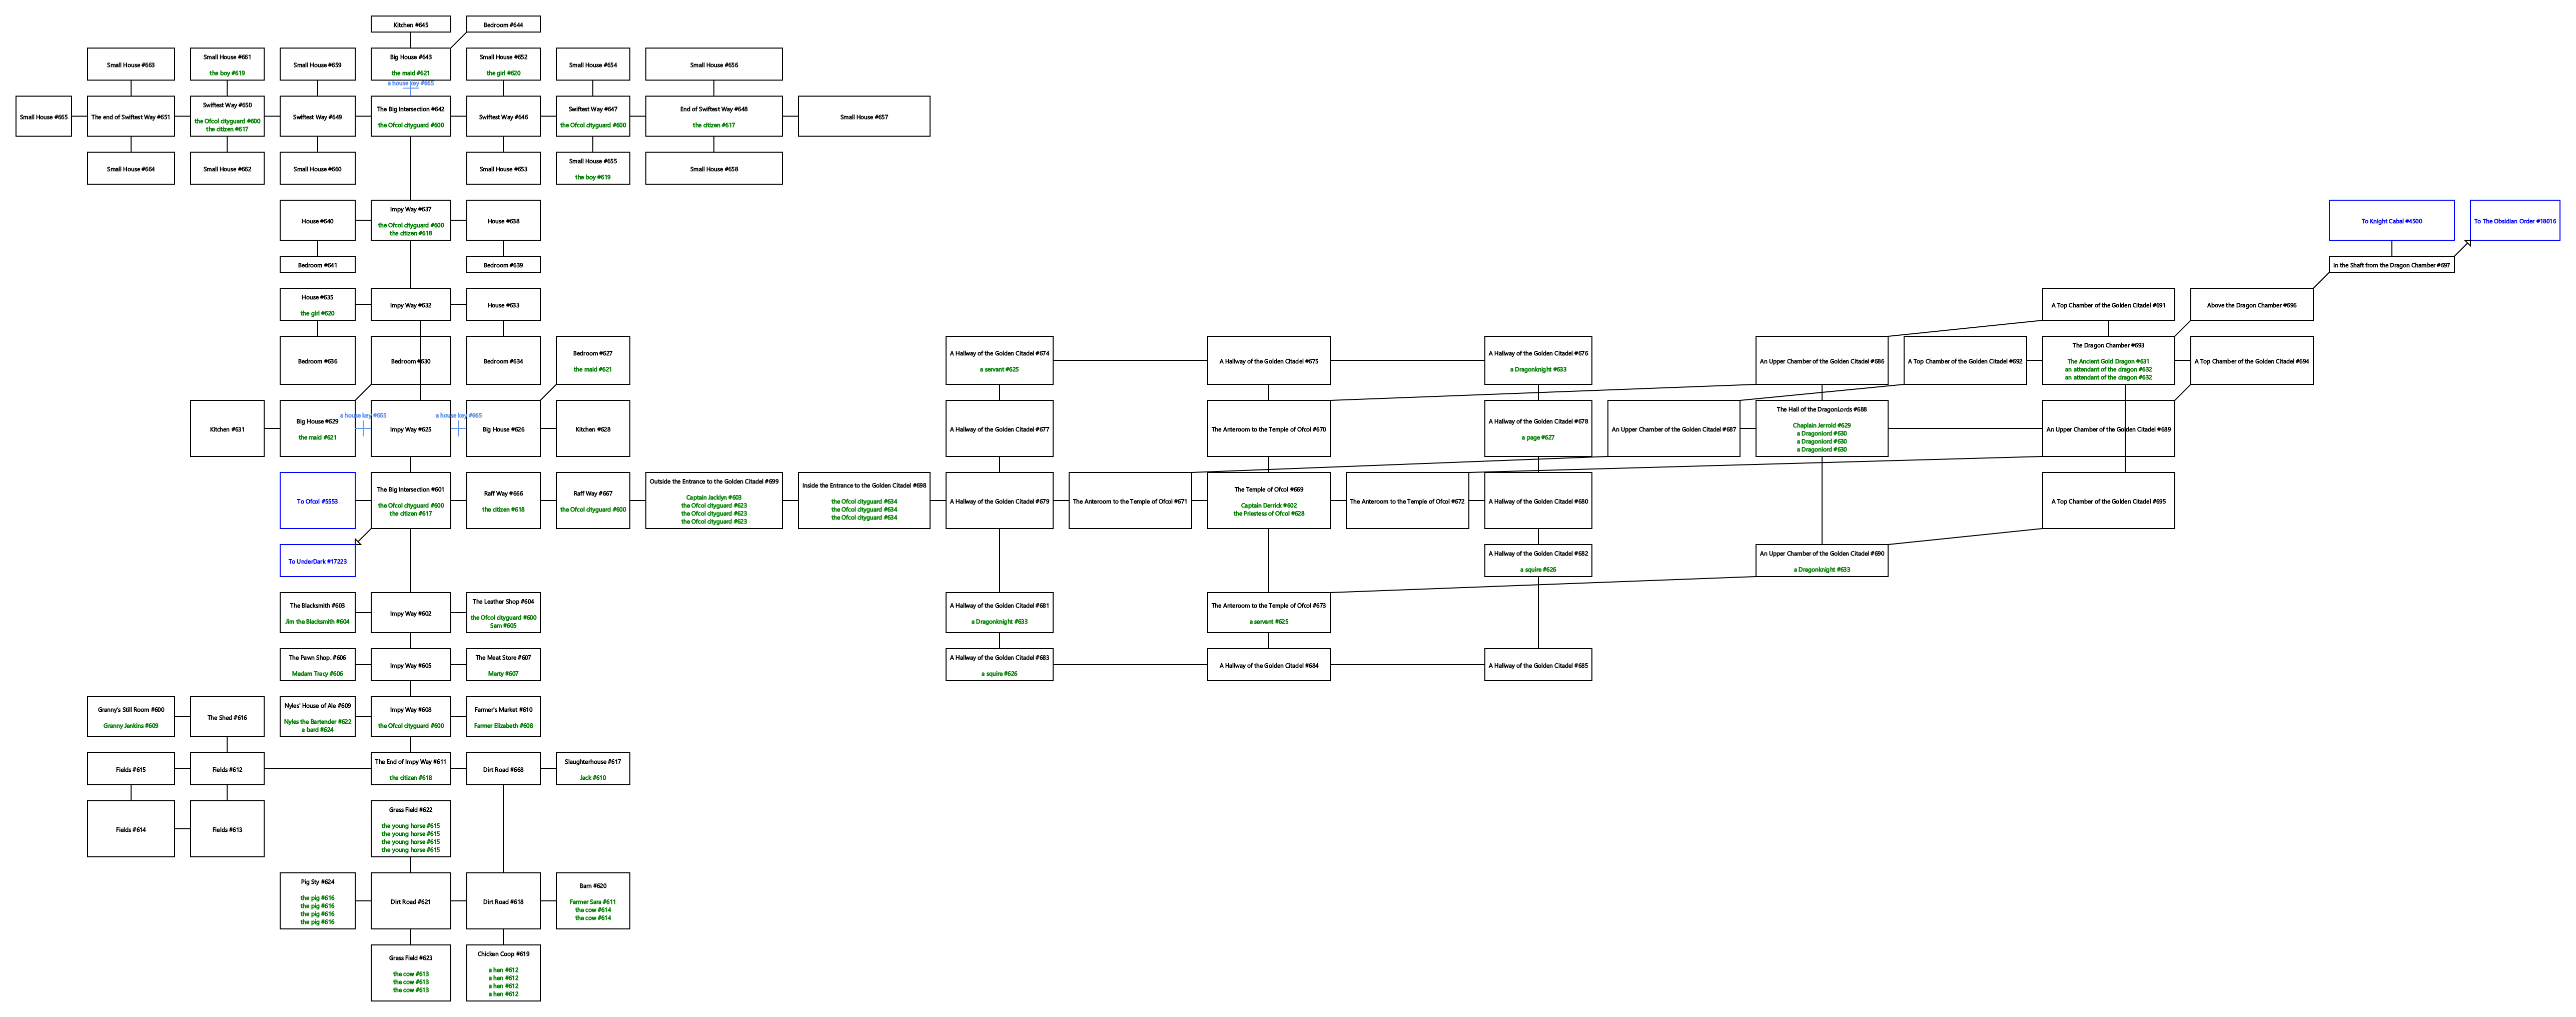 Kitchen #645
Bedroom #644
Small House #663
Small House #661
the boy #619
Small House #659
Big House #643
the maid #621
Small House #652
the girl #620
Small House #654
Small House #656
a house key #665
Small House #665
The end of Swiftest Way #651
Swiftest Way #650
the Ofcol cityguard #600
the citizen #617
Swiftest Way #649
The Big Intersection #642
the Ofcol cityguard #600
Swiftest Way #646
Swiftest Way #647
the Ofcol cityguard #600
End of Swiftest Way #648
the citizen #617
Small House #657
Small House #664
Small House #662
Small House #660
Small House #653
Small House #655
the boy #619
Small House #658
House #640
Impy Way #637
the Ofcol cityguard #600
the citizen #618
House #638
To Knight Cabal #4500
To The Obsidian Order #18016
Bedroom #641
Bedroom #639
In the Shaft from the Dragon Chamber #697
House #635
the girl #620
Impy Way #632
House #633
A Top Chamber of the Golden Citadel #691
Above the Dragon Chamber #696
Bedroom #636
Bedroom #630
Bedroom #634
Bedroom #627
the maid #621
A Hallway of the Golden Citadel #674
a servant #625
A Hallway of the Golden Citadel #675
A Hallway of the Golden Citadel #676
a Dragonknight #633
An Upper Chamber of the Golden Citadel #686
A Top Chamber of the Golden Citadel #692
The Dragon Chamber #693
The Ancient Gold Dragon #631
an attendant of the dragon #632
an attendant of the dragon #632
A Top Chamber of the Golden Citadel #694
Kitchen #631
Big House #629
the maid #621
a house key #665
Impy Way #625
a house key #665
Big House #626
Kitchen #628
A Hallway of the Golden Citadel #677
The Anteroom to the Temple of Ofcol #670
A Hallway of the Golden Citadel #678
a page #627
An Upper Chamber of the Golden Citadel #687
The Hall of the DragonLords #688
Chaplain Jerrold #629
a Dragonlord #630
a Dragonlord #630
a Dragonlord #630
An Upper Chamber of the Golden Citadel #689
To Ofcol #5553
The Big Intersection #601
the Ofcol cityguard #600
the citizen #617
Raff Way #666
the citizen #618
Raff Way #667
the Ofcol cityguard #600
Outside the Entrance to the Golden Citadel #699
Captain Jacklyn #603
the Ofcol cityguard #623
the Ofcol cityguard #623
the Ofcol cityguard #623
Inside the Entrance to the Golden Citadel #698
the Ofcol cityguard #634
the Ofcol cityguard #634
the Ofcol cityguard #634
A Hallway of the Golden Citadel #679
The Anteroom to the Temple of Ofcol #671
The Temple of Ofcol #669
Captain Derrick #602
the Priestess of Ofcol #628
The Anteroom to the Temple of Ofcol #672
A Hallway of the Golden Citadel #680
A Top Chamber of the Golden Citadel #695
To UnderDark #17223
A Hallway of the Golden Citadel #682
a squire #626
An Upper Chamber of the Golden Citadel #690
a Dragonknight #633
The Blacksmith #603
Jim the Blacksmith #604
Impy Way #602
The Leather Shop #604
the Ofcol cityguard #600
Sam #605
A Hallway of the Golden Citadel #681
a Dragonknight #633
The Anteroom to the Temple of Ofcol #673
a servant #625
The Pawn Shop. #606
Madam Tracy #606
Impy Way #605
The Meat Store #607
Marty #607
A Hallway of the Golden Citadel #683
a squire #626
A Hallway of the Golden Citadel #684
A Hallway of the Golden Citadel #685
Granny's Still Room #600
Granny Jenkins #609
The Shed #616
Nyles' House of Ale #609
Nyles the Bartender #622
a bard #624
Impy Way #608
the Ofcol cityguard #600
Farmer's Market #610
Farmer Elizabeth #608
Fields #615
Fields #612
The End of Impy Way #611
the citizen #618
Dirt Road #668
Slaughterhouse #617
Jack #610
Fields #614
Fields #613
Grass Field #622
the young horse #615
the young horse #615
the young horse #615
the young horse #615
Pig Sty #624
the pig #616
the pig #616
the pig #616
the pig #616
Dirt Road #621
Dirt Road #618
Barn #620
Farmer Sara #611
the cow #614
the cow #614
Grass Field #623
the cow #613
the cow #613
the cow #613
Chicken Coop #619
a hen #612
a hen #612
a hen #612
a hen #612